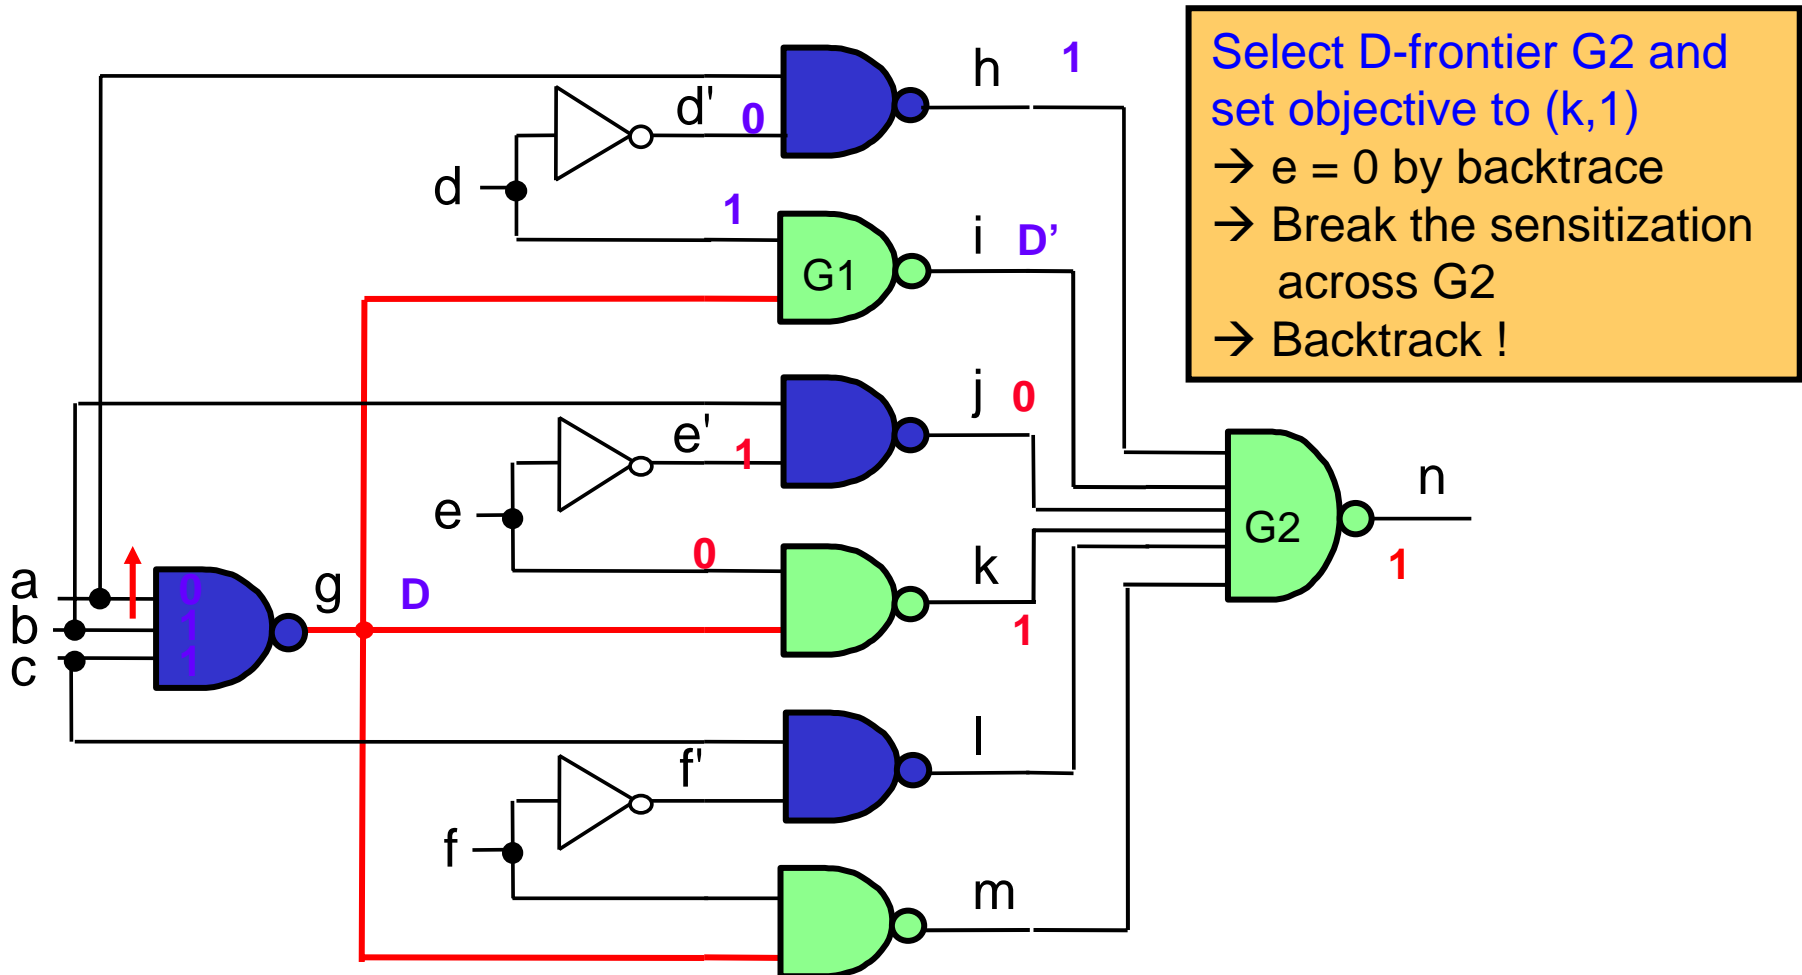 Select D-frontier G2 and
set objective to (k,1)
→ e = 0 by backtrace
→ Break the sensitization
across G2
→ Backtrack !
h 1
d' 0
d
1
i D’
G1
j 0
e' 1
e
0
k
1
n
G2
1
a 0
b 1
c 1
g D
l
f'
f
m